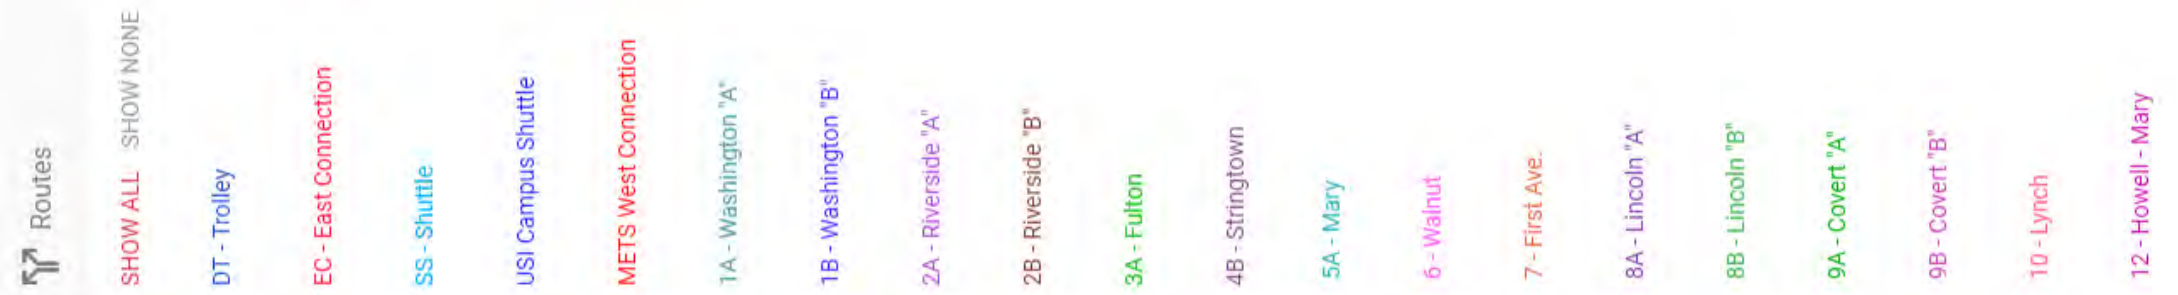 Routes
SHOW ALL SHOW NONE
DT - Trolley
EC - East Connection
SS - Shuttle
USI Campus Shuttle
METS West Connection
1A - Washington "A"
1B - Washington "B"
2A - Riverside "A"
2B - Riverside "B"
3A - Fulton
4B - Stringtown
5A - Mary
6 - Walnut
7 - First Ave.
8A - Lincoln "A"
8B - Lincoln "B"
9A - Covert "A"
9B - Covert "B"
10 - Lynch
12 - Howell - Mary